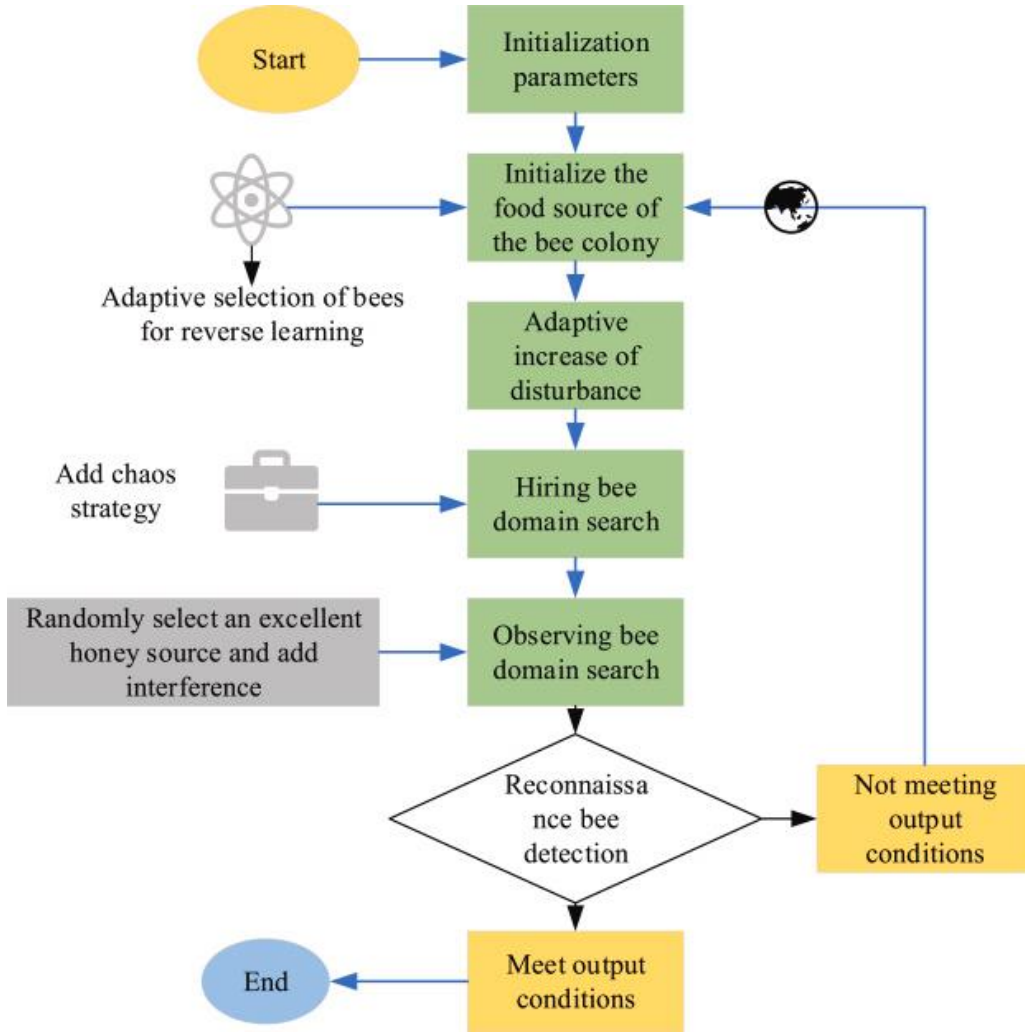 Start
Initialization
parameters
Initialize the
food source of
the bee colony
Adaptive selection of bees
for reverse learning
Adaptive
increase of
disturbance
Add chaos
strategy
Hiring bee
domain search
Randomly select an excellent
honey source and add
interference
Observing bee
domain search
Reconnaissa
nce bee
detection
Not meeting
output
conditions
End
Meet output
conditions